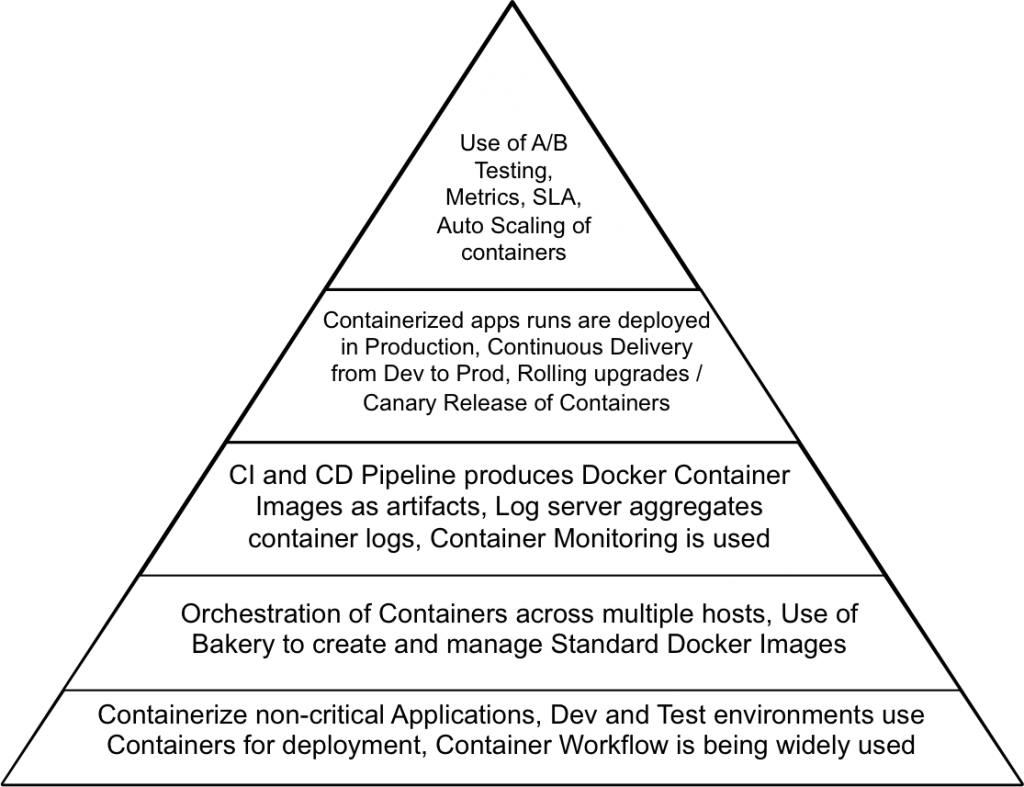 Use of A/B
Testing,
Metrics, SLA,
Auto Scaling of
containers
Containerized apps runs are deployed
in Production, Continuous Delivery
from Dev to Prod, Rolling upgrades /
Canary Release of Containers
CI and CD Pipeline produces Docker Container
Images as artifacts, Log server aggregates
container logs, Container Monitoring is used
Orchestration of Containers across multiple hosts, Use of
Bakery to create and manage Standard Docker Images
Containerize non-critical Applications, Dev and Test environments use
Containers for deployment, Container Workflow is being widely used